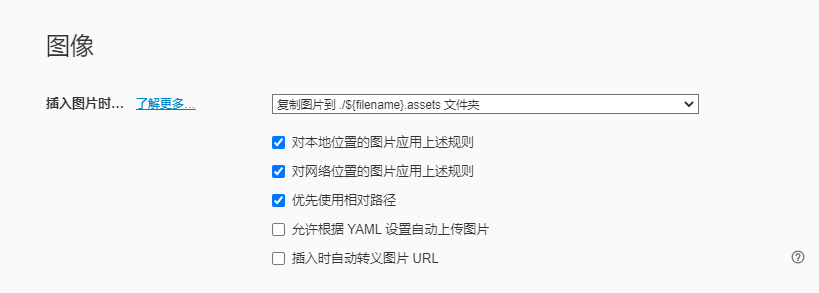 图像
插入图片时... 了解更多...
复制图片到 ./${filename}.assets 文件夹
对本地位置的图片应用上述规则
对网络位置的图片应用上述规则
优先使用相对路径
允许根据 YAML 设置自动上传图片
插入时自动转义图片 URL